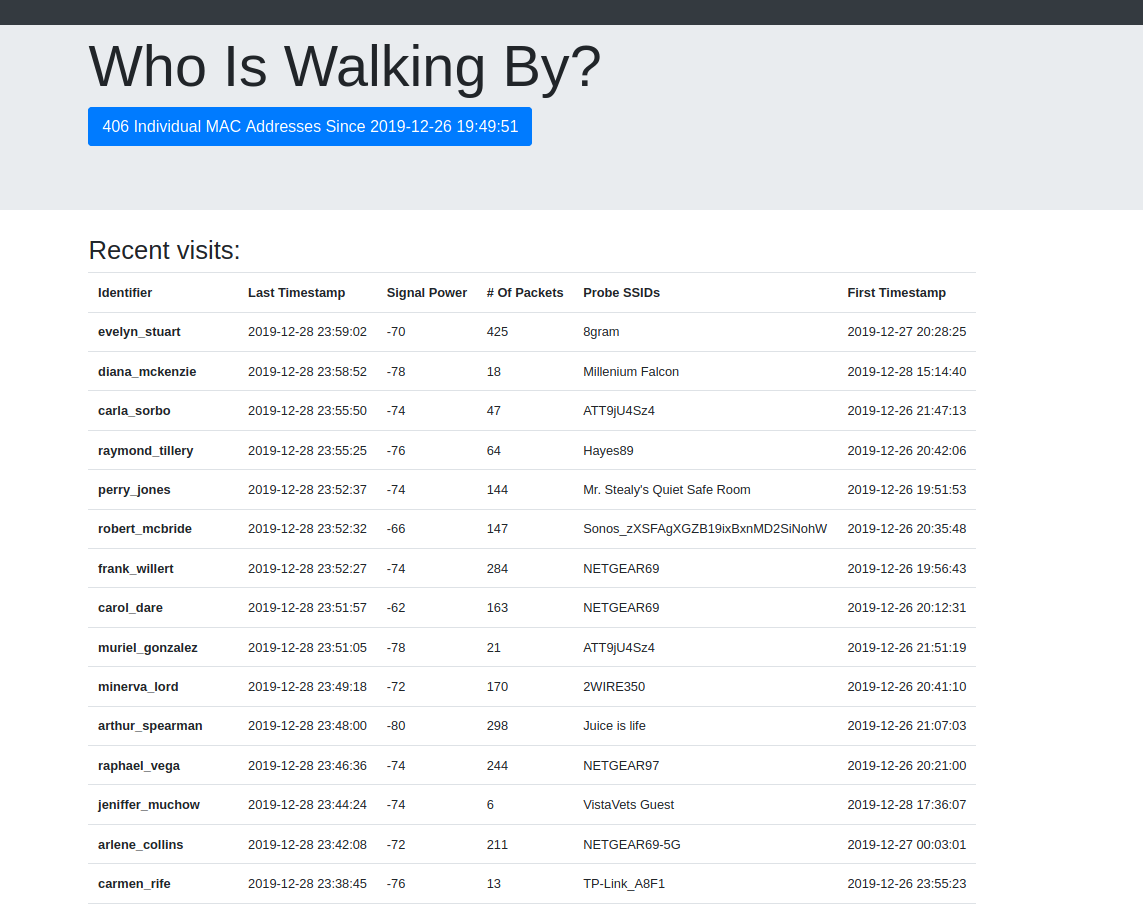 Who Is Walking By?
406 Individual MAC Addresses Since 2019-12-26 19:49:51
Recent visits:
Identifier Last Timestamp Signal Power # Of Packets Probe SSIDs First Timestamp
evelyn_stuart 2019-12-28 23:59:02 -70 425 8gram 2019-12-27 20:28:25
diana_mckenzie 2019-12-28 23:58:52 -78 18 Millenium Falcon 2019-12-28 15:14:40
carla_sorbo 2019-12-28 23:55:50 -74 47 ATT9jU4Sz4 2019-12-26 21:47:13
raymond_tillery 2019-12-28 23:55:25 -76 64 Hayes89 2019-12-26 20:42:06
perry_jones 2019-12-28 23:52:37 -74 144 Mr. Stealy's Quiet Safe Room 2019-12-26 19:51:53
robert_mcbride 2019-12-28 23:52:32 -66 147 Sonos_zXSFAgXGZB19ixBxnMD2SiNohW 2019-12-26 20:35:48
frank_willert 2019-12-28 23:52:27 -74 284 NETGEAR69 2019-12-26 19:56:43
carol_dare 2019-12-28 23:51:57 -62 163 NETGEAR69 2019-12-26 20:12:31
muriel_gonzalez 2019-12-28 23:51:05 -78 21 ATT9jU4Sz4 2019-12-26 21:51:19
minerva_lord 2019-12-28 23:49:18 -72 170 2WIRE350 2019-12-26 20:41:10
arthur_spearman 2019-12-28 23:48:00 -80 298 Juice is life 2019-12-26 21:07:03
raphael_vega 2019-12-28 23:46:36 -74 244 NETGEAR97 2019-12-26 20:21:00
jeniffer_muchow 2019-12-28 23:44:24 -74 6 VistaVets Guest 2019-12-28 17:36:07
arlene_collins 2019-12-28 23:42:08 -72 211 NETGEAR69-5G 2019-12-27 00:03:01
carmen_rife 2019-12-28 23:38:45 -76 13 TP-Link_A8F1 2019-12-26 23:55:23